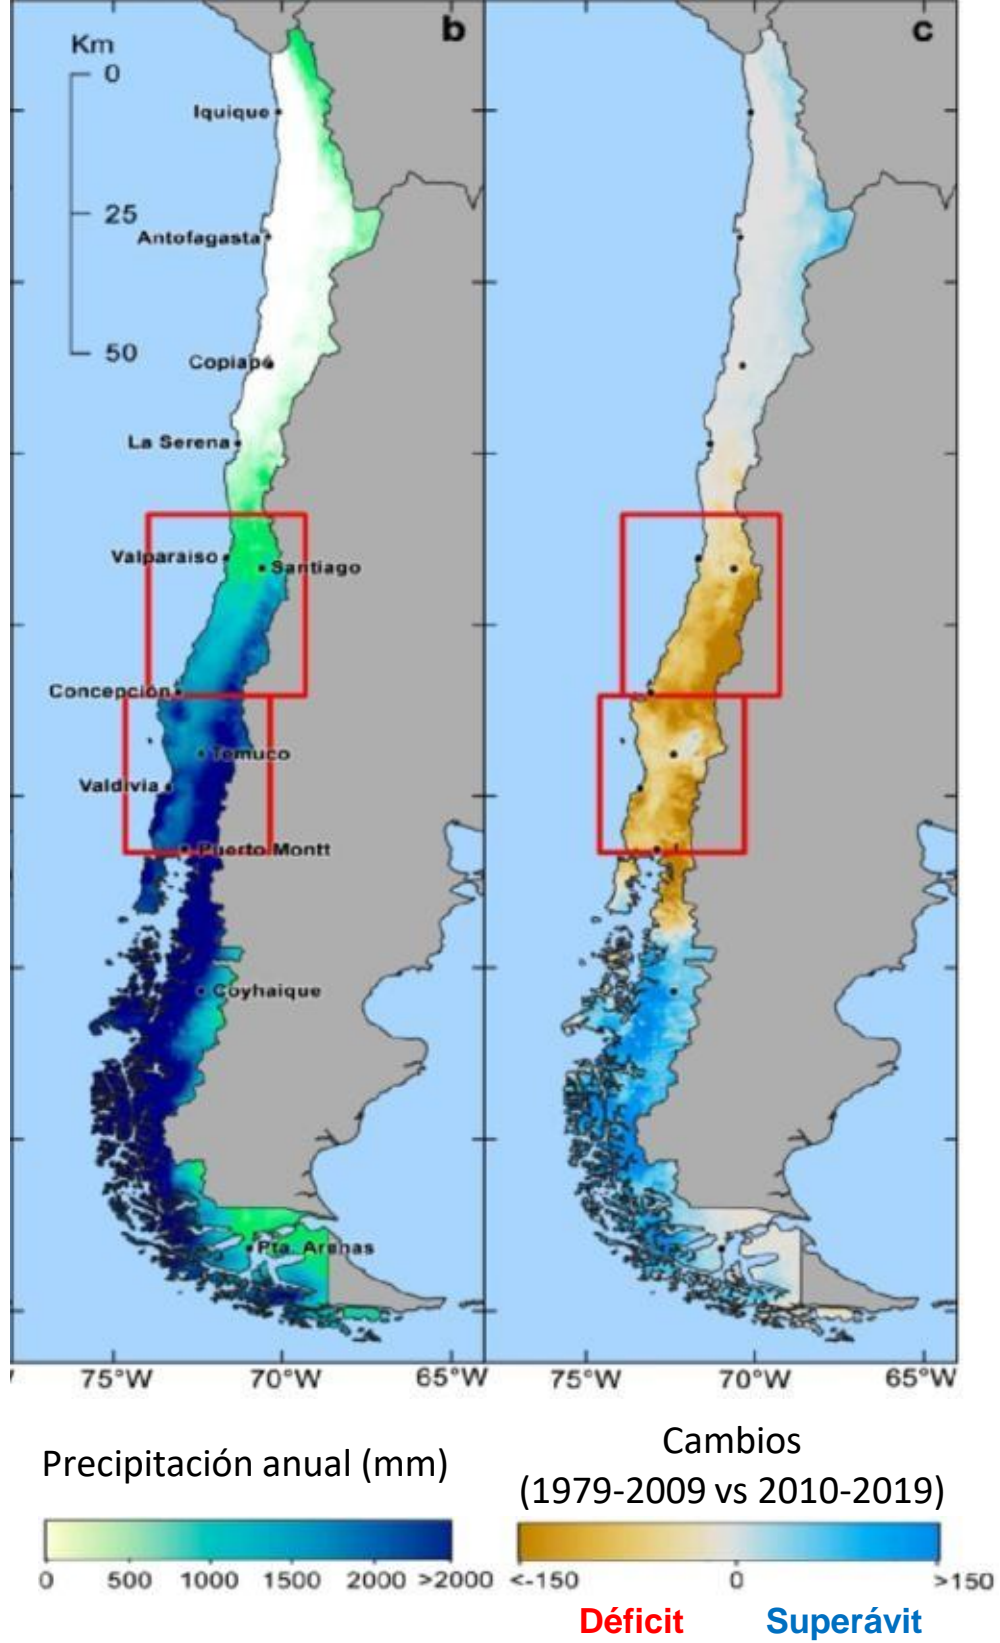 b
c
Km
0
Iquique
25
Antofagasta
50
Copiapó
La Serena
Valparaiso
Santiago
Concepción
Temuco
Valdivia
Puerto Montt
Coyhaique
Pta. Arenas
75°W 70°W 65°W 75°W 70°W 65°W
Precipitación anual (mm)
Cambios
(1979-2009 vs 2010-2019)
0 500 1000 1500 2000 >2000
<-150 0 >150
Déficit Superávit